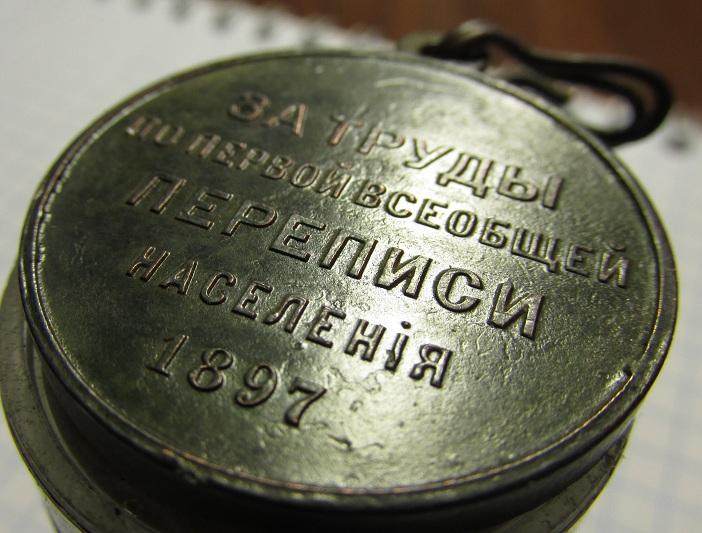 ЗА ТРУДЫ
ПО ПЕРВОЙ ВСЕОБЩЕЙ
ПЕРЕПИСИ
НАСЕЛЕНІЯ
1897